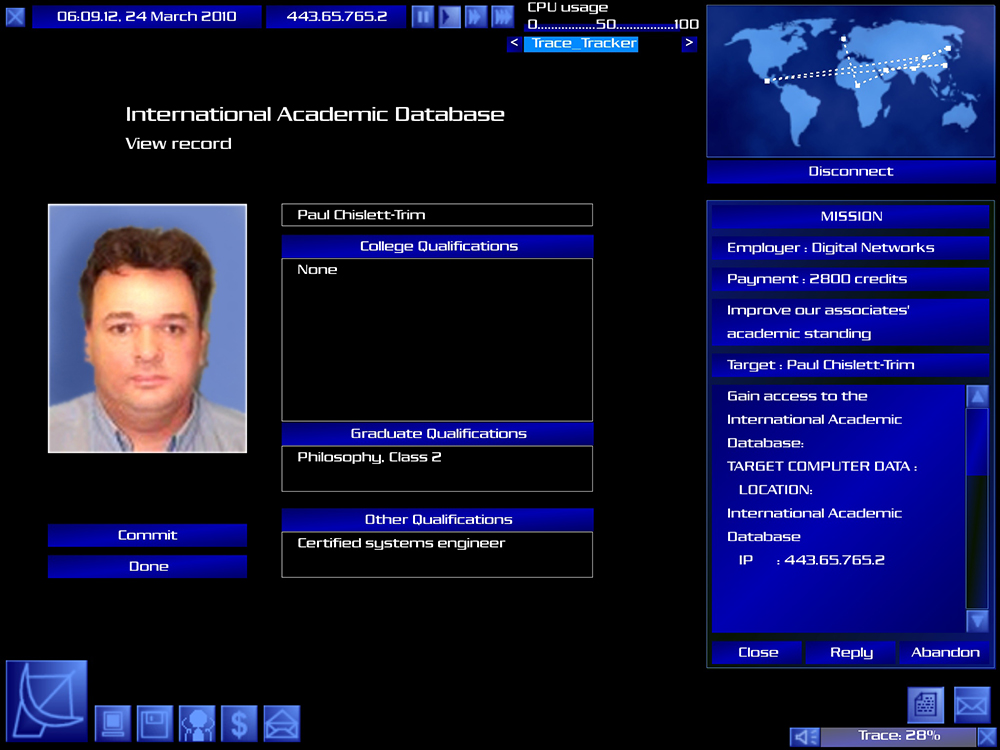 06:09.12, 24 March 2010
443.65.765.2
CPU usage
0...............50...............100
< Trace_Tracker >
International Academic Database
View record
Disconnect
Paul Chislett-Trim
College Qualifications
None
Graduate Qualifications
Philosophy, Class 2
Other Qualifications
Certified systems engineer
Commit
Done
MISSION
Employer : Digital Networks
Payment : 2800 credits
Improve our associates'
academic standing
Target : Paul Chislett-Trim
Gain access to the
International Academic
Database:
TARGET COMPUTER DATA :
LOCATION:
International Academic
Database
IP : 443.65.765.2
Close
Reply
Abandon
$
Trace: 28%